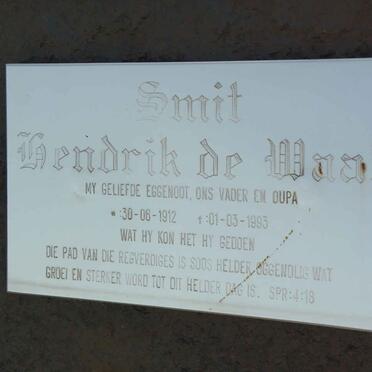 Smit
Hendrik de Waal
MY GELIEFDE EGGENOOT, ONS VADER EN OUPA
*:30-06-1912 †:01-03-1993
WAT HY KON HET HY GEDOEN
DIE PAD VAN DIE REGVERDIGES IS SOOS HELDER OGGENDLIG WAT
GROEI EN STERKER WORD TOT DIT HELDER DAG IS. SPR:4:18